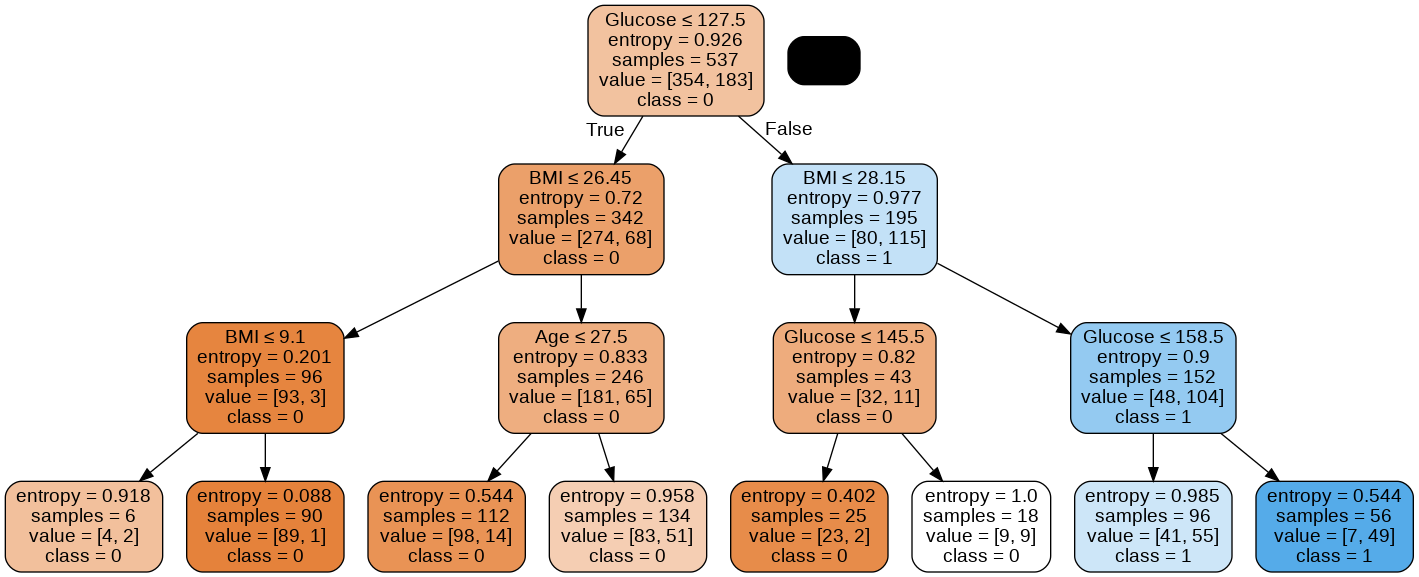 Glucose ≤ 127.5
entropy = 0.926
samples = 537
value = [354, 183]
class = 0
True
False
BMI ≤ 26.45
entropy = 0.72
samples = 342
value = [274, 68]
class = 0
BMI ≤ 28.15
entropy = 0.977
samples = 195
value = [80, 115]
class = 1
BMI ≤ 9.1
entropy = 0.201
samples = 96
value = [93, 3]
class = 0
Age ≤ 27.5
entropy = 0.833
samples = 246
value = [181, 65]
class = 0
Glucose ≤ 145.5
entropy = 0.82
samples = 43
value = [32, 11]
class = 0
Glucose ≤ 158.5
entropy = 0.9
samples = 152
value = [48, 104]
class = 1
entropy = 0.918
samples = 6
value = [4, 2]
class = 0
entropy = 0.088
samples = 90
value = [89, 1]
class = 0
entropy = 0.544
samples = 112
value = [98, 14]
class = 0
entropy = 0.958
samples = 134
value = [83, 51]
class = 0
entropy = 0.402
samples = 25
value = [23, 2]
class = 0
entropy = 1.0
samples = 18
value = [9, 9]
class = 0
entropy = 0.985
samples = 96
value = [41, 55]
class = 1
entropy = 0.544
samples = 56
value = [7, 49]
class = 1